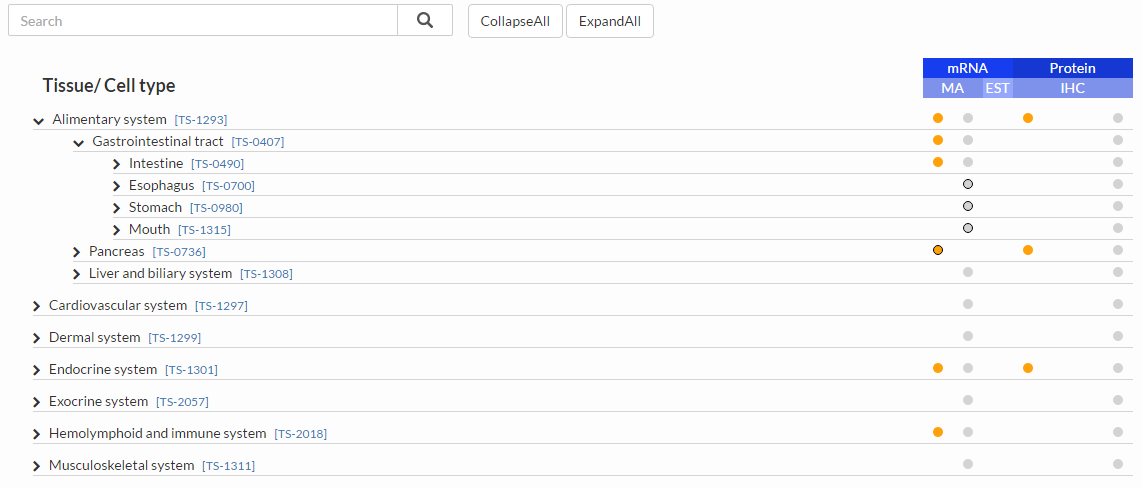 Search CollapseAll ExpandAll
mRNA Protein
Tissue/ Cell type MA EST IHC
Alimentary system [TS-1293]
Gastrointestinal tract [TS-0407]
Intestine [TS-0490]
Esophagus [TS-0700]
Stomach [TS-0980]
Mouth [TS-1315]
Pancreas [TS-0736]
Liver and biliary system [TS-1308]
Cardiovascular system [TS-1297]
Dermal system [TS-1299]
Endocrine system [TS-1301]
Exocrine system [TS-2057]
Hemolymphoid and immune system [TS-2018]
Musculoskeletal system [TS-1311]